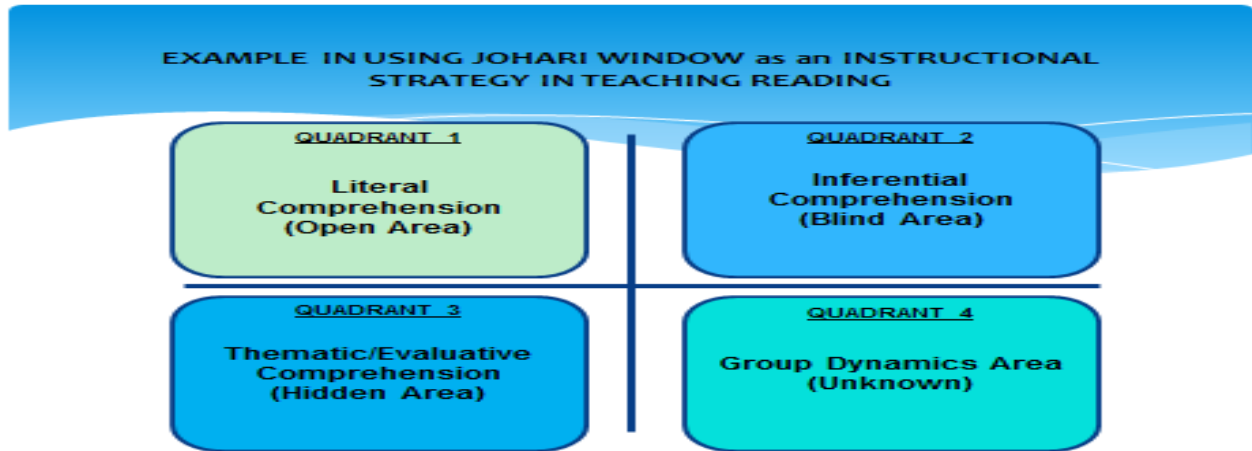 EXAMPLE IN USING JOHARI WINDOW as an INSTRUCTIONAL
STRATEGY IN TEACHING READING
QUADRANT 1
Literal
Comprehension
(Open Area)
QUADRANT 2
Inferential
Comprehension
(Blind Area)
QUADRANT 3
Thematic/Evaluative
Comprehension
(Hidden Area)
QUADRANT 4
Group Dynamics Area
(Unknown)